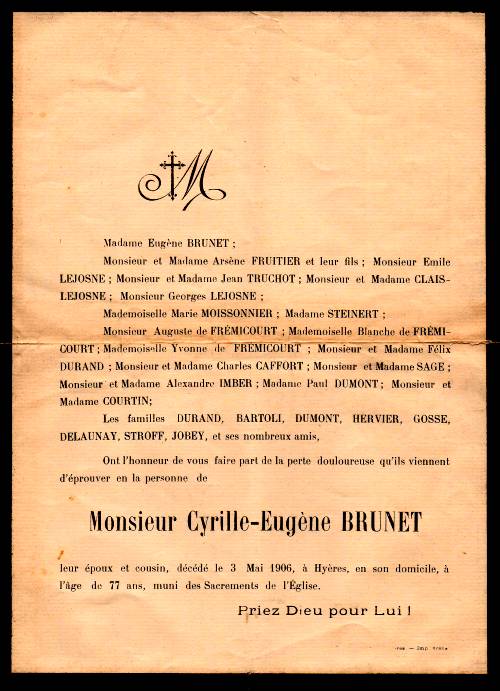 M
Madame Eugène BRUNET ;
Monsieur et Madame Arsène FRUITIER et leur fils ; Monsieur Emile
LEJOSNE ; Monsieur et Madame Jean TRUCHOT ; Monsieur et Madame CLAIS-
LEJOSNE ; Monsieur Georges LEJOSNE ;
Mademoiselle Marie MOISSONNIER ; Madame STEINERT ;
Monsieur Auguste de FRÉMICOURT ; Mademoiselle Blanche de FRÉMI-
COURT ; Mademoiselle Yvonne de FREMICOURT ; Monsieur et Madame Félix
DURAND ; Monsieur et Madame Charles CAFFORT ; Monsieur et Madame SAGE ;
Monsieur et Madame Alexandre IMBER ; Madame Paul DUMONT ; Monsieur et
Madame COURTIN;
Les familles DURAND, BARTOLI, DUMONT, HERVIER, GOSSE,
DELAUNAY, STROFF, JOBEY, et ses nombreux amis,
Ont l'honneur de vous faire part de la perte douloureuse qu'ils viennent
d'éprouver en la personne de
Monsieur Cyrille-Eugène BRUNET
leur époux et cousin, décédé le 3 Mai 1906, à Hyères, en son domicile, à
l'âge de 77 ans, muni des Sacrements de l'Église.
Priez Dieu pour Lui !
— Imp